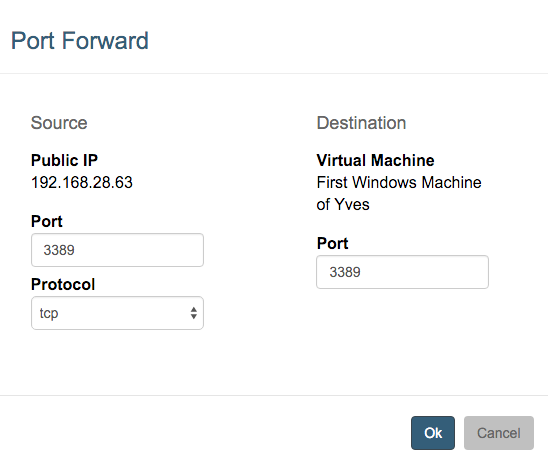 Port Forward
Source
Public IP
192.168.28.63
Port
3389
Protocol
tcp
Destination
Virtual Machine
First Windows Machine
of Yves
Port
3389
Ok
Cancel